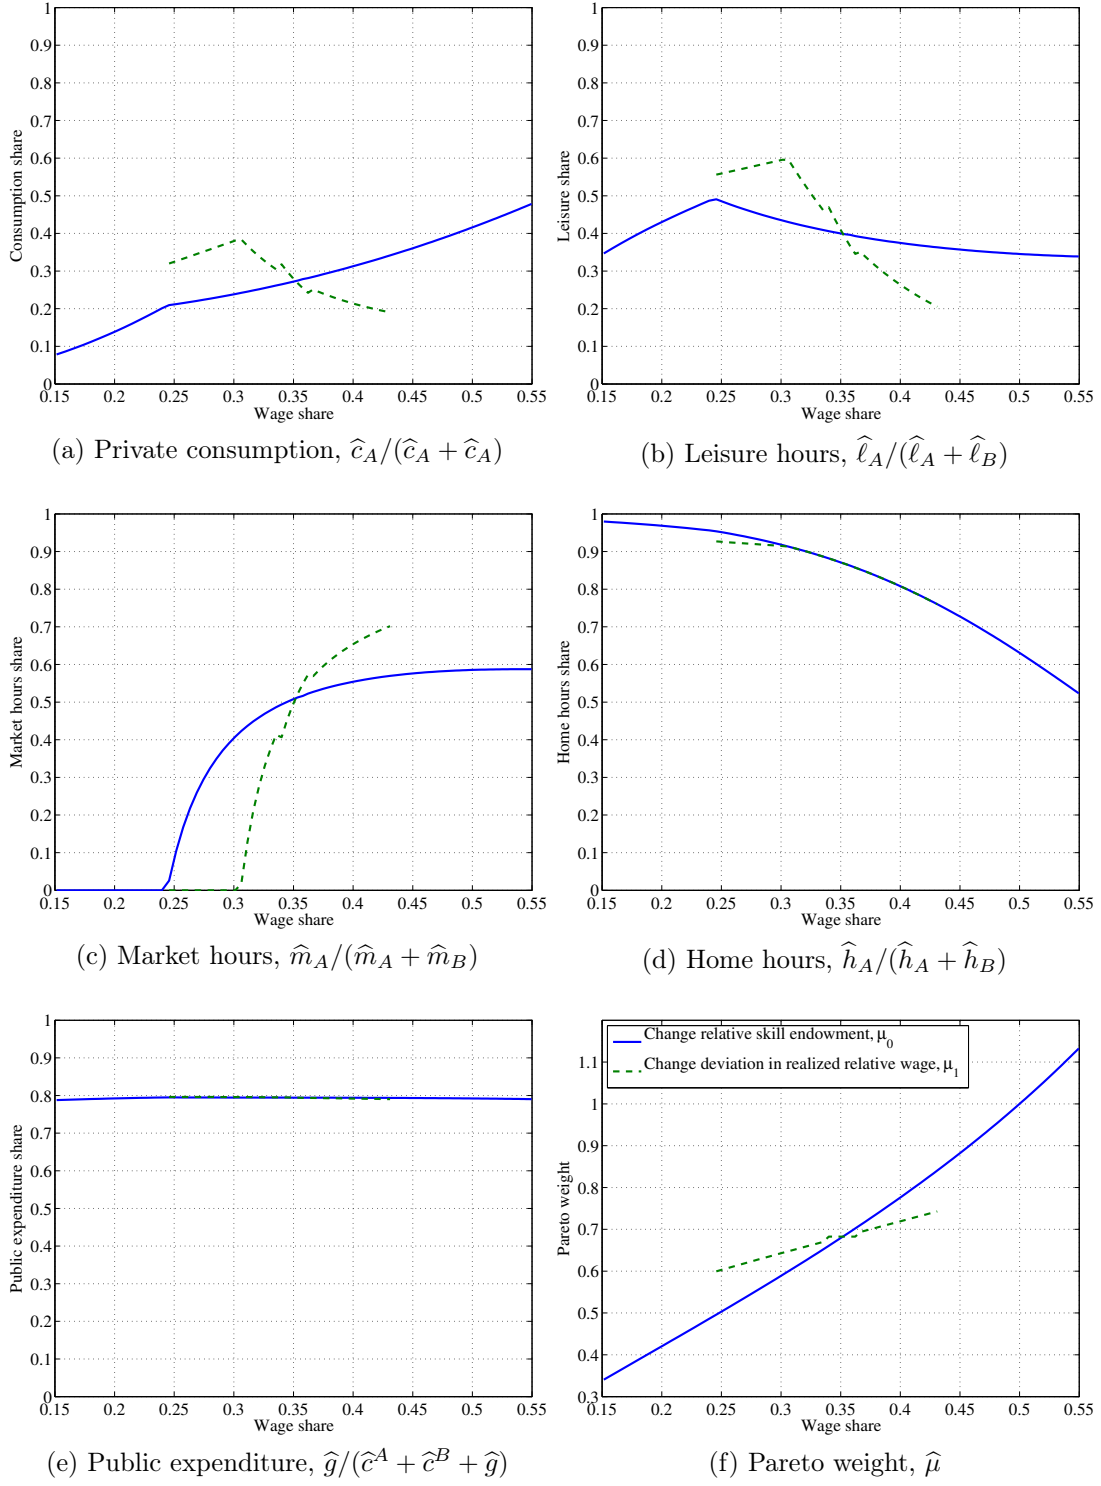 1
0.9
0.8
0.7
0.6
0.5
0.4
0.3
0.2
0.1
0
Consumption share
0.15 0.2 0.25 0.3 0.35 0.4 0.45 0.5 0.55
Wage share
(a) Private consumption, ĉ_A/(ĉ_A + ĉ_A)
1
0.9
0.8
0.7
0.6
0.5
0.4
0.3
0.2
0.1
0
Leisure share
0.15 0.2 0.25 0.3 0.35 0.4 0.45 0.5 0.55
Wage share
(b) Leisure hours, ℓ̂_A/(ℓ̂_A + ℓ̂_B)
1
0.9
0.8
0.7
0.6
0.5
0.4
0.3
0.2
0.1
0
Market hours share
0.15 0.2 0.25 0.3 0.35 0.4 0.45 0.5 0.55
Wage share
(c) Market hours, m̂_A/(m̂_A + m̂_B)
1
0.9
0.8
0.7
0.6
0.5
0.4
0.3
0.2
0.1
0
Home hours share
0.15 0.2 0.25 0.3 0.35 0.4 0.45 0.5 0.55
Wage share
(d) Home hours, ĥ_A/(ĥ_A + ĥ_B)
1
0.9
0.8
0.7
0.6
0.5
0.4
0.3
0.2
0.1
0
Public expenditure share
0.15 0.2 0.25 0.3 0.35 0.4 0.45 0.5 0.55
Wage share
(e) Public expenditure, ĝ/(ĉ^A + ĉ^B + ĝ)
Change relative skill endowment, μ_0
Change deviation in realized relative wage, μ_1
1.1
1
0.9
0.8
0.7
0.6
0.5
0.4
0.3
Pareto weight
0.15 0.2 0.25 0.3 0.35 0.4 0.45 0.5 0.55
Wage share
(f) Pareto weight, μ̂